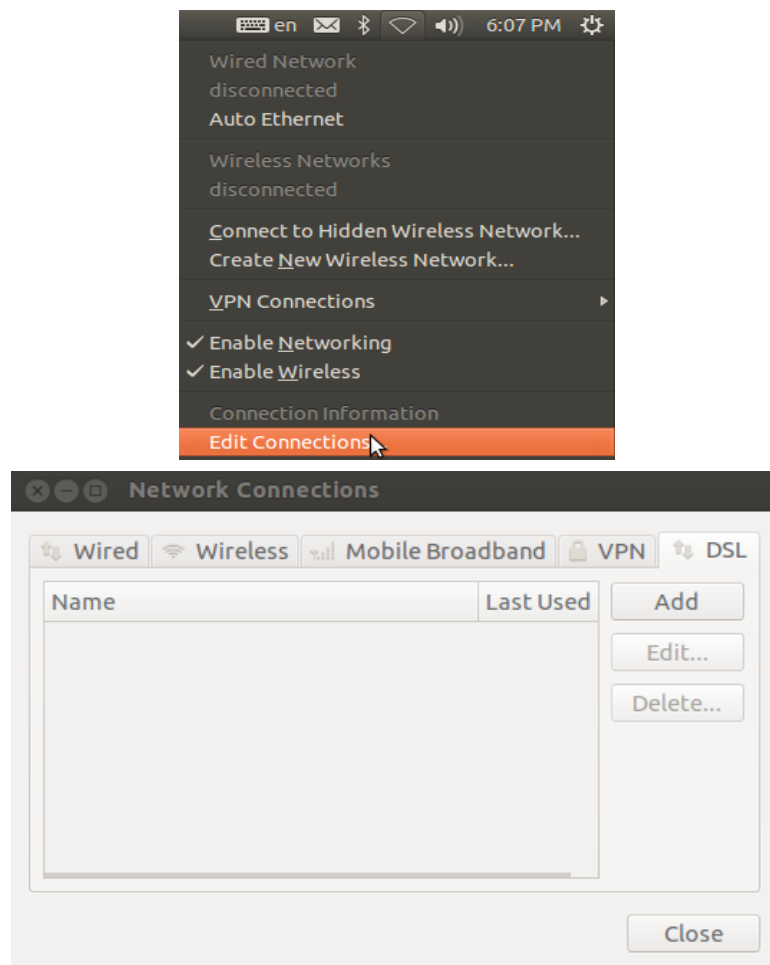 en 6:07 PM
Wired Network
disconnected
Auto Ethernet
Wireless Networks
disconnected
Connect to Hidden Wireless Network...
Create New Wireless Network...
VPN Connections
Enable Networking
Enable Wireless
Connection Information
Edit Connections...
Network Connections
Wired Wireless Mobile Broadband VPN DSL
Name Last Used Add
Edit...
Delete...
Close